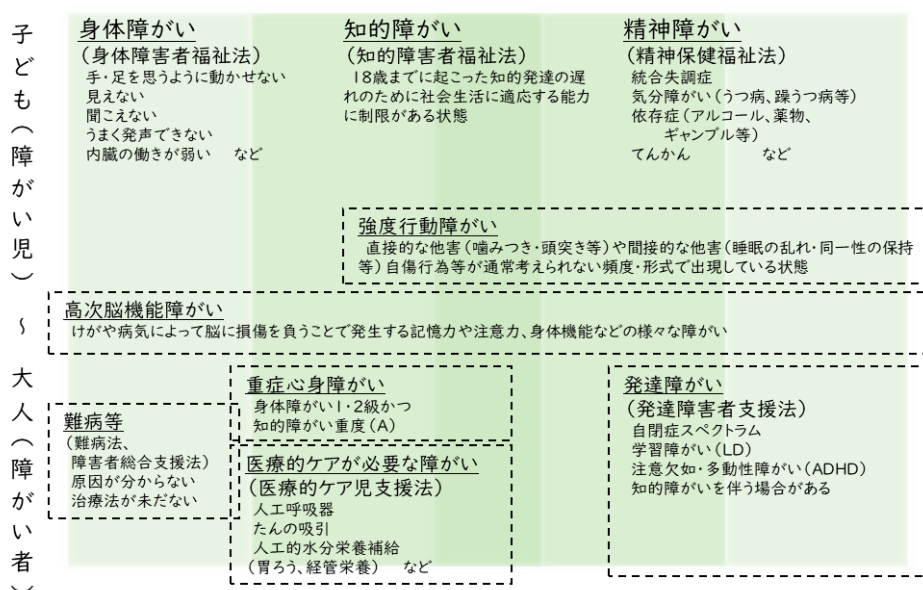 子ども（障がい児）～大人（障がい者）
身体障がい
（身体障害者福祉法）
手・足を思うように動かせない
見えない
聞こえない
うまく発声できない
内臓の働きが弱い　など
知的障がい
（知的障害者福祉法）
１８歳までに起こった知的発達の遅
れのために社会生活に適応する能力
に制限がある状態
精神障がい
（精神保健福祉法）
統合失調症
気分障がい（うつ病、躁うつ病等）
依存症（アルコール、薬物、
ギャンブル等）
てんかん　など
強度行動障がい
直接的な他害（噛みつき・頭突き等）や間接的な他害（睡眠の乱れ・同一性の保持
等）自傷行為等が通常考えられない頻度・形式で出現している状態
高次脳機能障がい
けがや病気によって脳に損傷を負うことで発生する記憶力や注意力、身体機能などの様々な障がい
難病等
（難病法、
障害者総合支援法）
原因が分からない
治療法が未だない
重症心身障がい
身体障がい１・２級かつ
知的障がい重度（A）
医療的ケアが必要な障がい
（医療的ケア児支援法）
人工呼吸器
たんの吸引
人工的水分栄養補給
（胃ろう、経管栄養）　など
発達障がい
（発達障害者支援法）
自閉症スペクトラム
学習障がい（LD）
注意欠如・多動性障がい（ADHD）
知的障がいを伴う場合がある